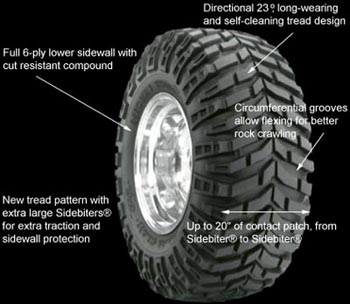 Directional 23º long-wearing
and self-cleaning tread design
Full 6-ply lower sidewall with
cut resistant compound
Circumferential grooves
allow flexing for better
rock crawling
New tread pattern with
extra large Sidebiters®
for extra traction and
sidewall protection
Up to 20" of contact patch, from
Sidebiter® to Sidebiter®